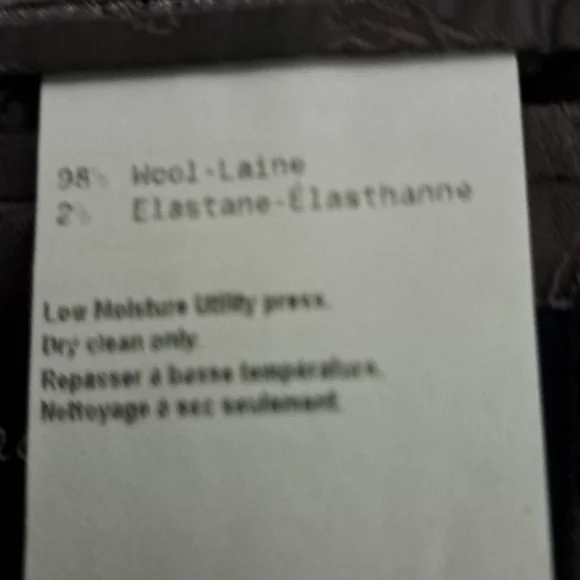 98% Wool-Laine
2% Elastane-Élasthanne
Low Moisture Utility press.
Dry clean only
Repasser à basse température.
Nettoyage à sec seulement.